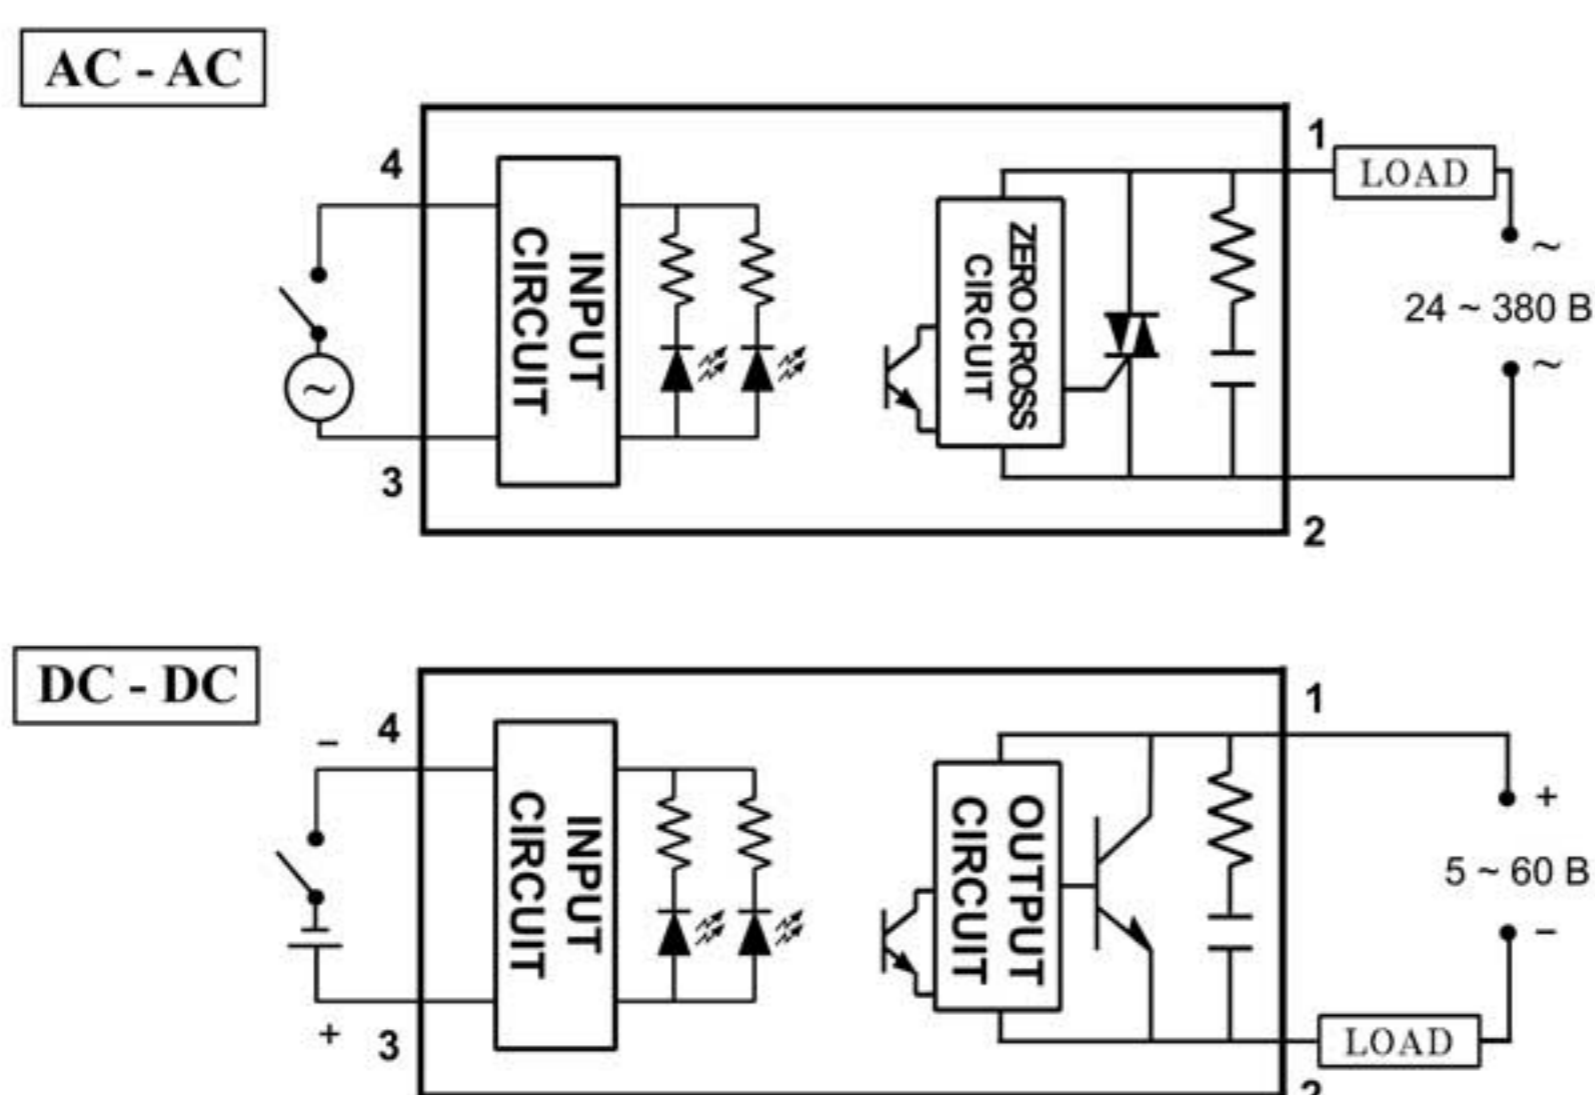 AC - AC
4
3
INPUT
CIRCUIT
ZERO CROSS
CIRCUIT
1
LOAD
~
24 ~ 380 В
~
2
~
DC - DC
4
−
+
3
INPUT
CIRCUIT
OUTPUT
CIRCUIT
1
+
5 ~ 60 В
−
LOAD
2